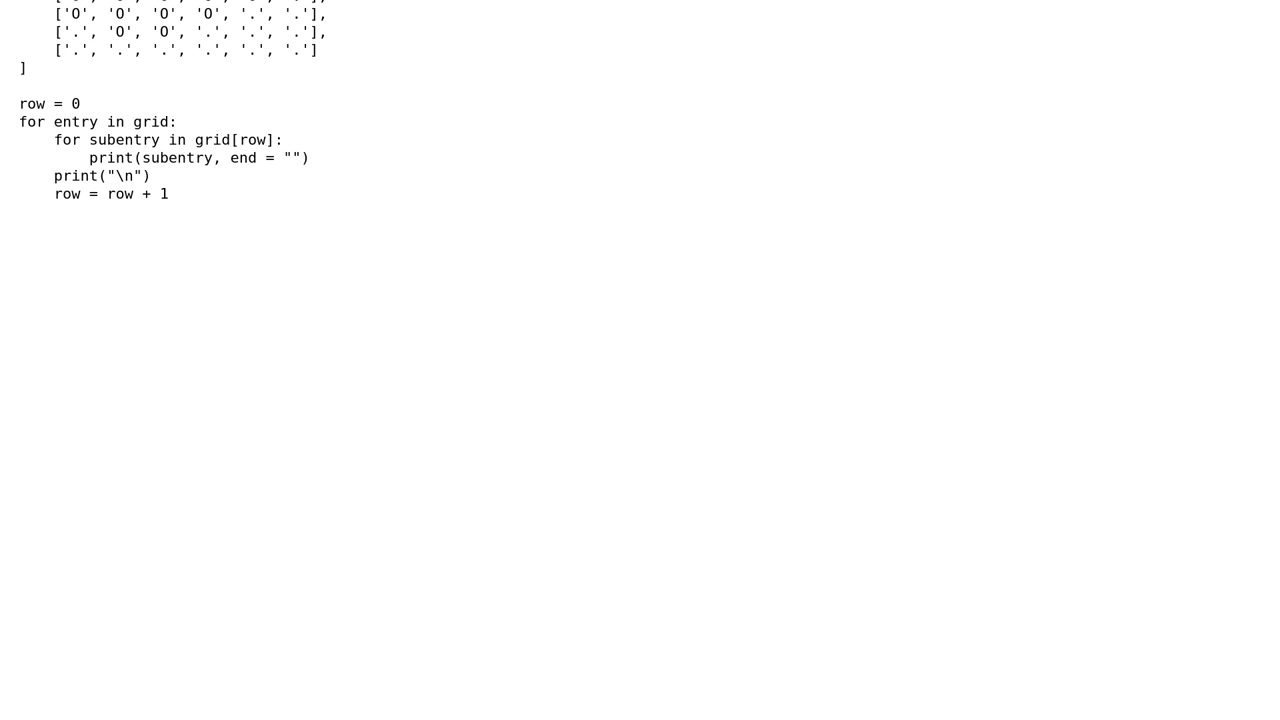 ['O', 'O', 'O', 'O', '.', '.'],
['.', 'O', 'O', '.', '.', '.'],
['.', '.', '.', '.', '.', '.']
]

row = 0
for entry in grid:
    for subentry in grid[row]:
        print(subentry, end = "")
    print("\n")
    row = row + 1